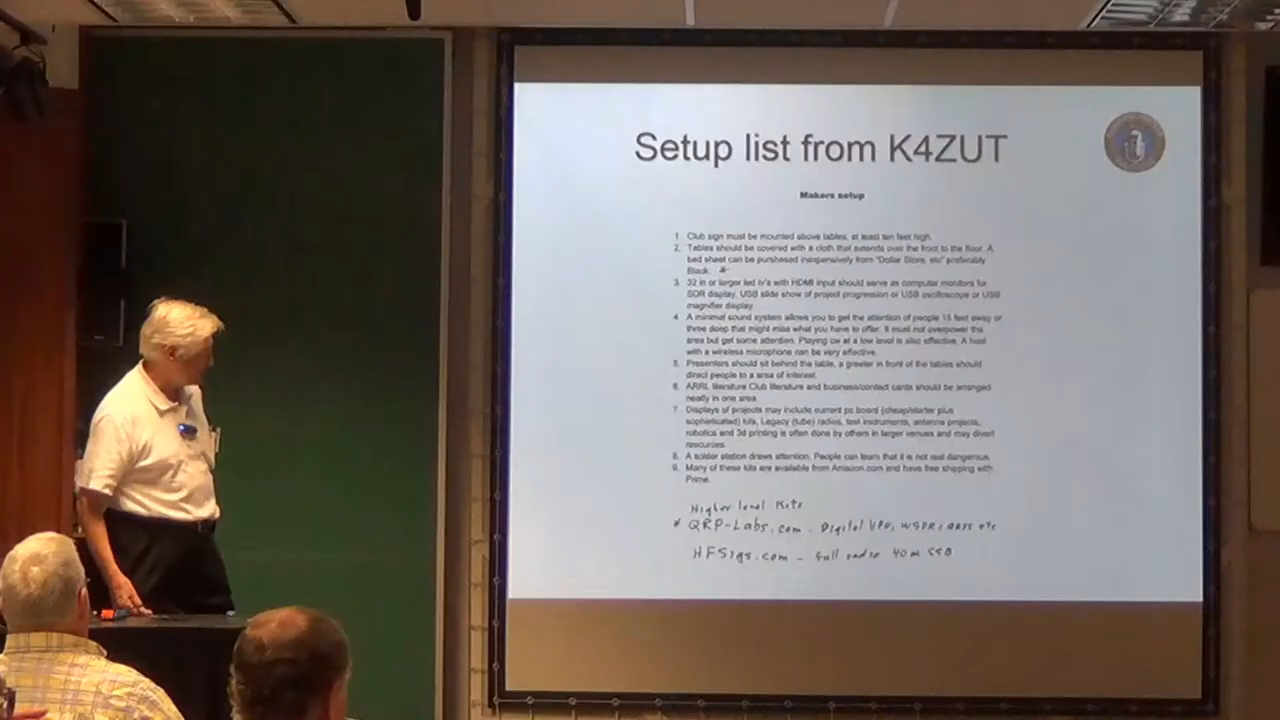 Setup list from K4ZUT
Makers setup
1. Club sign must be mounted above tables, at least ten feet high.
2. Tables should be covered with a cloth that extends over the front to the floor. A
bed sheet can be purshased inexpensively from "Dollar Store, etc" preferably
Black.
3. 32 in or larger led tv's with HDMI input should serve as computer monitors for
SDR display, USB slide show of project progression or USB oscilloscope or USB
magnifier display
4. A minimal sound system allows you to get the attention of people 15 feet away or
three deep that might miss what you have to offer. It must not overpower the
area but get some attention. Playing cw at a low level is also effective. A host
with a wireless microphone can be very effective.
5. Presenters should sit behind the table, a greeter in front of the tables should
direct people to a area of interest.
6. ARRL literature Club literature and business/contact cards should be arranged
neatly in one area
7. Displays of projects may include current pc board (cheap/starter plus
sophisticated) kits, Legacy (tube) radios, test instruments, antenna projects,
robotics and 3d printing is often done by others in larger venues and may divert
resources
8. A solder station draws attention. People can learn that it is not real dangerous.
9. Many of these kits are available from Amazon.com and have free shipping with
Prime.
Higher level Kits
* QRP-Labs.com - Digital VFO, etc
HFSigs.com - full radio 40m SSB